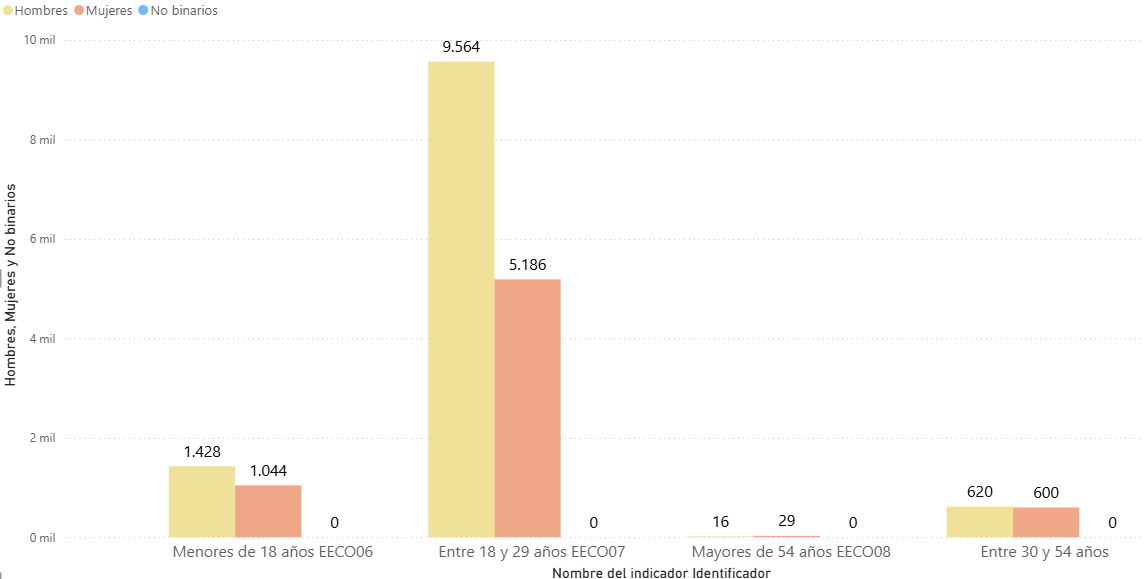 Hombres Mujeres No binarios
10 mil
8 mil
6 mil
4 mil
2 mil
0 mil
Hombres, Mujeres y No binarios
9.564
5.186
0
1.428
1.044
0
16
29
0
620
600
0
Menores de 18 años EECO06
Entre 18 y 29 años EECO07
Mayores de 54 años EECO08
Entre 30 y 54 años
Nombre del indicador Identificador